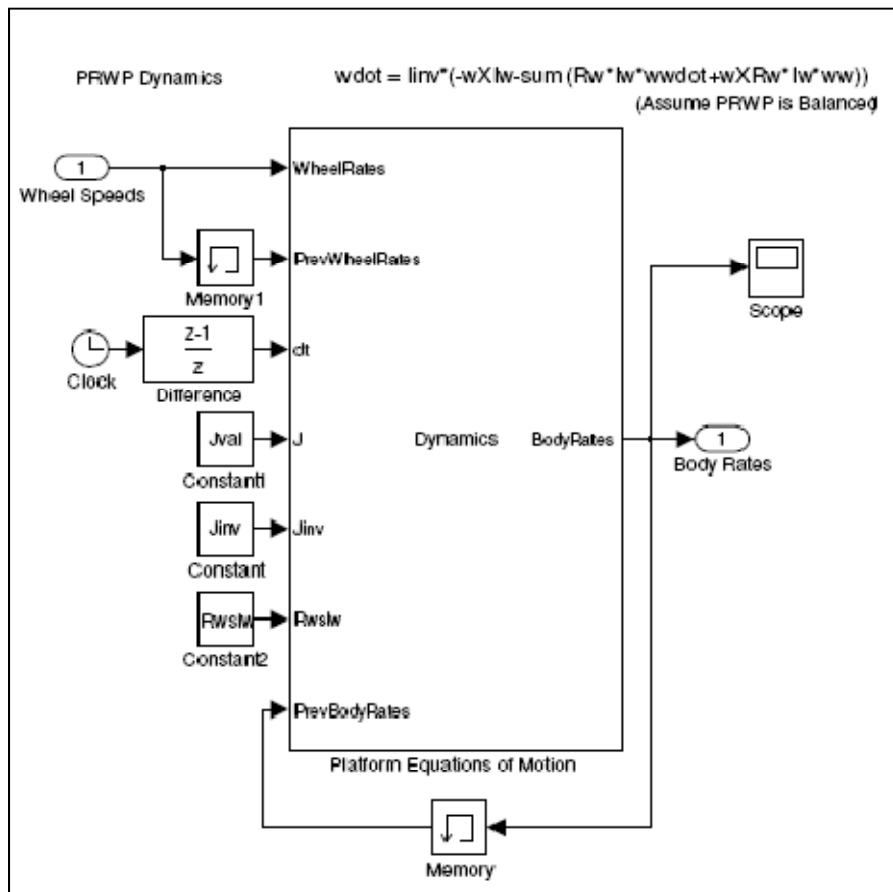 PRWP Dynamics
wdot = Iinv*(-wXIw-sum(Rw*Iw*wwdot+wXRw*Iw*ww))
(Assume PRWP is Balanced)
1
Wheel Speeds
WheelRates
PrevWheelRates
Memory1
Scope
Clock
z-1
z
Difference
dt
Jval
Constant1
J
Dynamics
BodyRates
1
Body Rates
Jinv
Constant
Jinv
RwsIw
Constant2
RwsIw
PrevBodyRates
Platform Equations of Motion
Memory